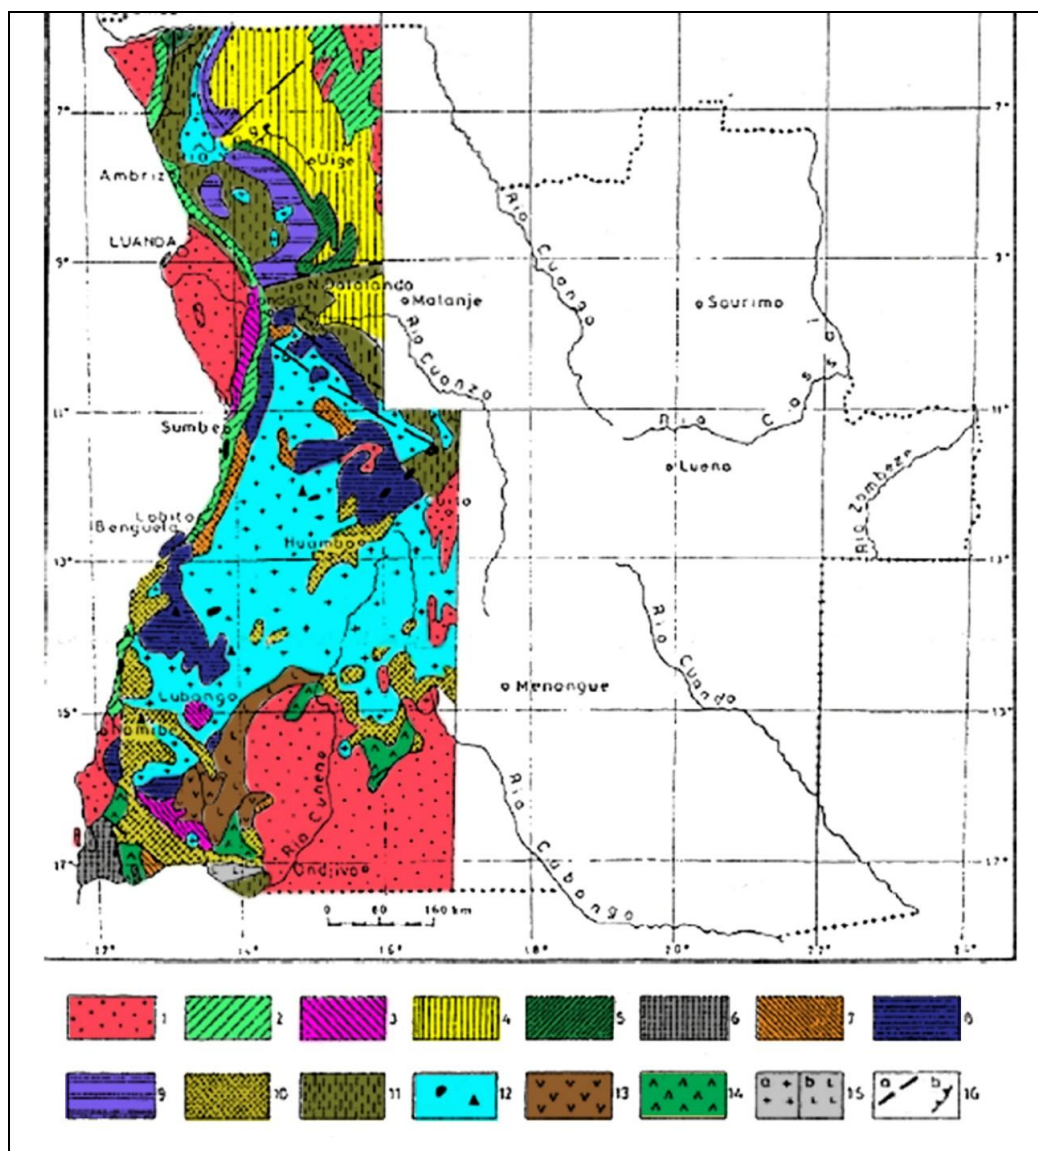 7°
7°
Ambriz
Uige
LUANDA
9°
9°
N'Dalatando
Malanje
Saurimo
Rio Cuango
Rio Cuanza
Rio Cassai
11°
11°
Sumbe
Luena
Rio Zambeze
Lobito
Benguela
Cuito
Huambo
13°
13°
Rio Cuando
Lubango
Menongue
15°
15°
Namibe
Rio Cunene
Rio Cubango
17°
17°
Ondjiva
0 80 160 km
12° 14° 16° 18° 20° 22°
1 2 3 4 5 6 7 8
9 10 11 12 13 14 a b 15 a b 16